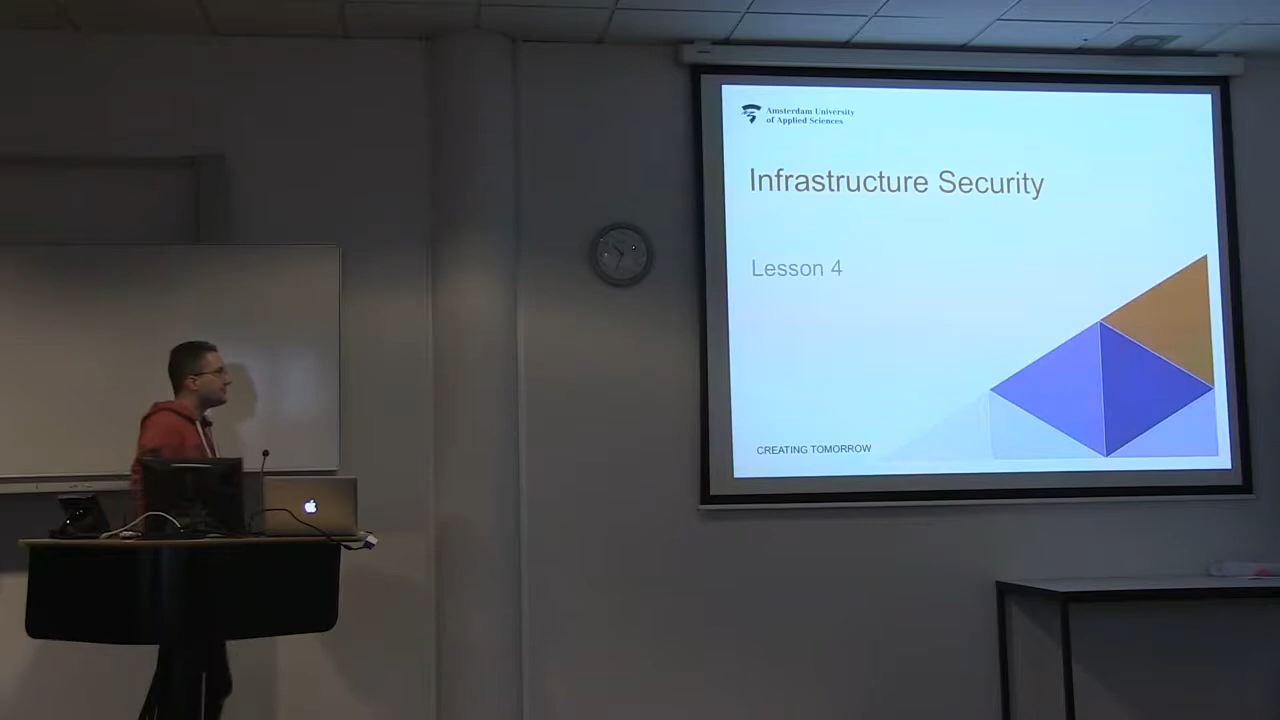 Amsterdam University
of Applied Sciences
Infrastructure Security
Lesson 4
CREATING TOMORROW